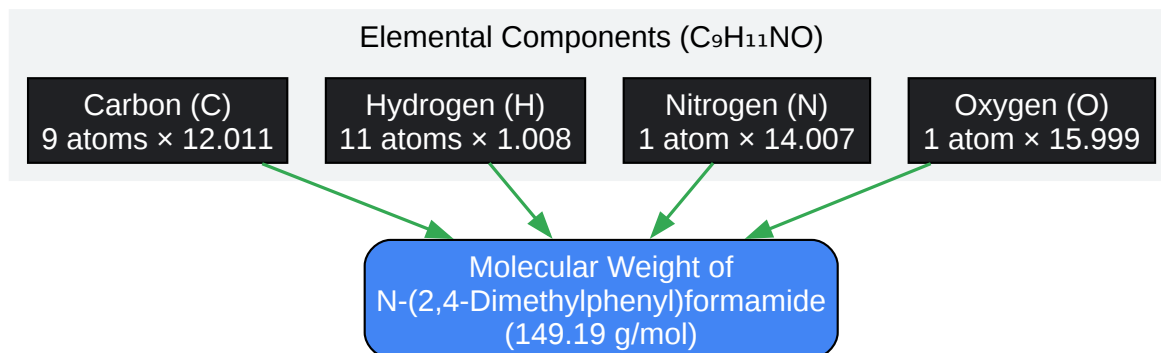 Elemental Components (C₉H₁₁NO)
Carbon (C)
9 atoms × 12.011
Hydrogen (H)
11 atoms × 1.008
Nitrogen (N)
1 atom × 14.007
Oxygen (O)
1 atom × 15.999
Molecular Weight of
N-(2,4-Dimethylphenyl)formamide
(149.19 g/mol)